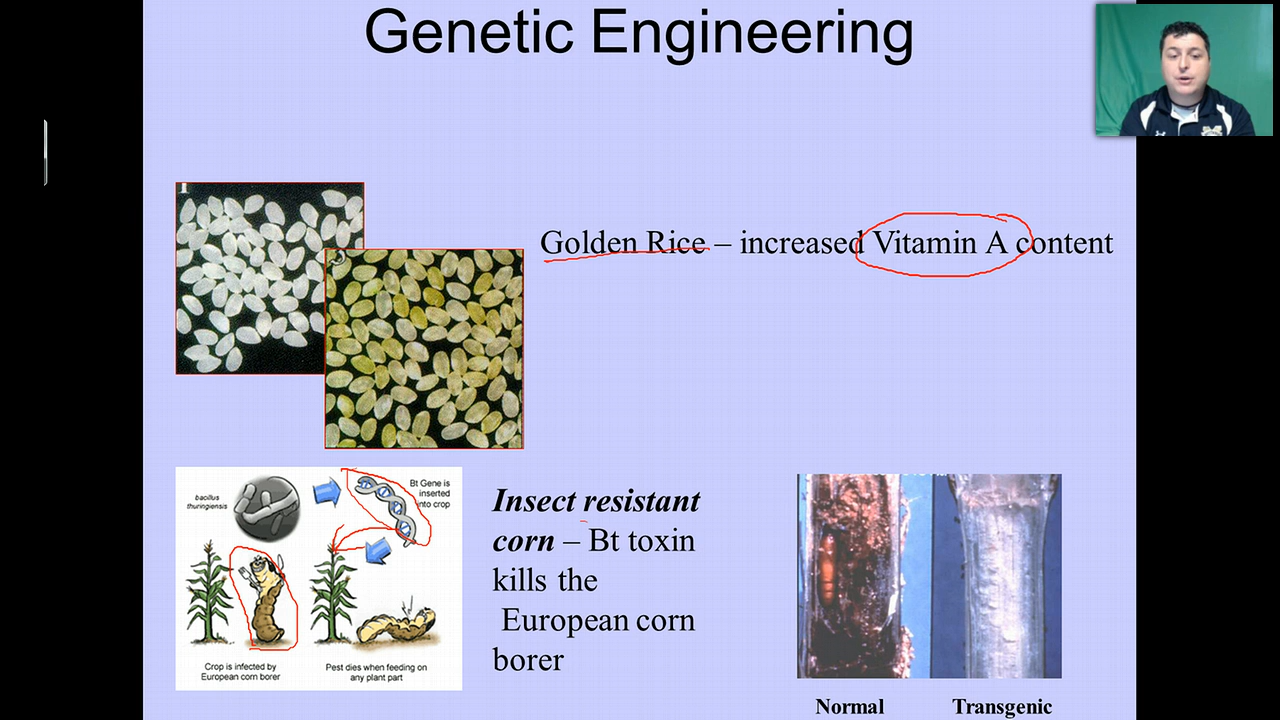 Genetic Engineering
Golden Rice – increased Vitamin A content
bacillus
thuringiensis
Bt Gene is
inserted
into crop
Crop is infected by
European corn borer
Pest dies when feeding on
any plant part
Insect resistant
corn – Bt toxin
kills the
European corn
borer
Normal
Transgenic